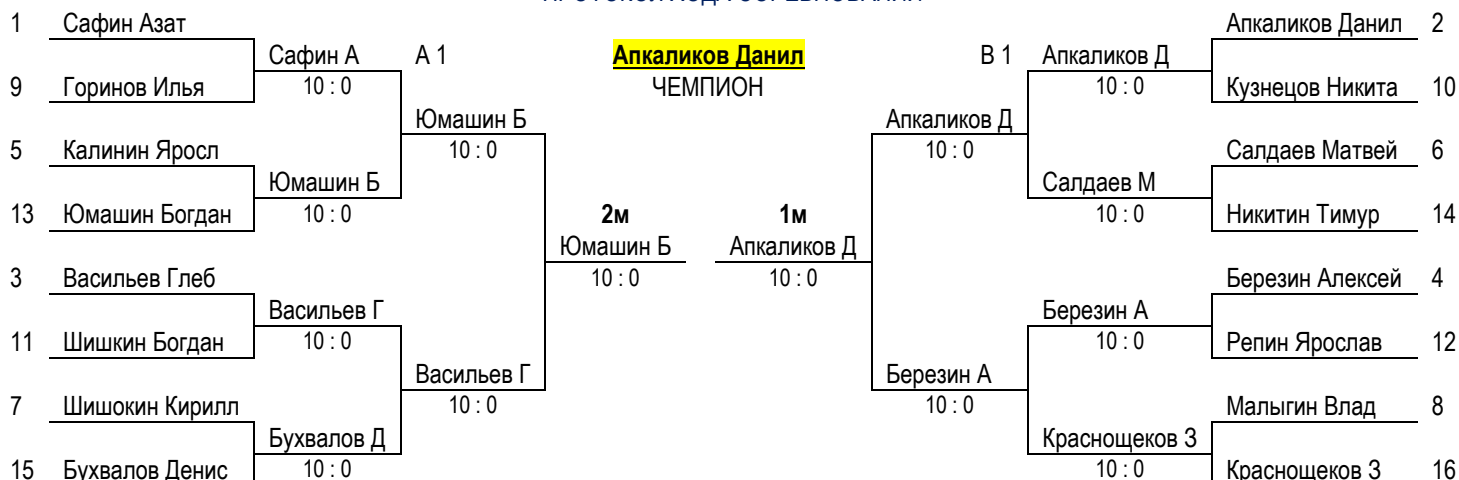 1 Сафин Азат
Апкаликов Данил 2
Сафин А А 1 Апкаликов Данил В 1 Апкаликов Д
9 Горинов Илья 10 : 0 ЧЕМПИОН 10 : 0 Кузнецов Никита 10
Юмашин Б Апкаликов Д
5 Калинин Яросл 10 : 0 10 : 0 Салдаев Матвей 6
Юмашин Б Салдаев М
13 Юмашин Богдан 10 : 0 2м 1м 10 : 0 Никитин Тимур 14
Юмашин Б Апкаликов Д
3 Васильев Глеб 10 : 0 10 : 0 Березин Алексей 4
Васильев Г Березин А
11 Шишкин Богдан 10 : 0 10 : 0 Репин Ярослав 12
Васильев Г Березин А
7 Шишокин Кирилл 10 : 0 10 : 0 Малыгин Влад 8
Бухвалов Д Краснощеков З
15 Бухвалов Денис 10 : 0 10 : 0 Краснощеков З 16